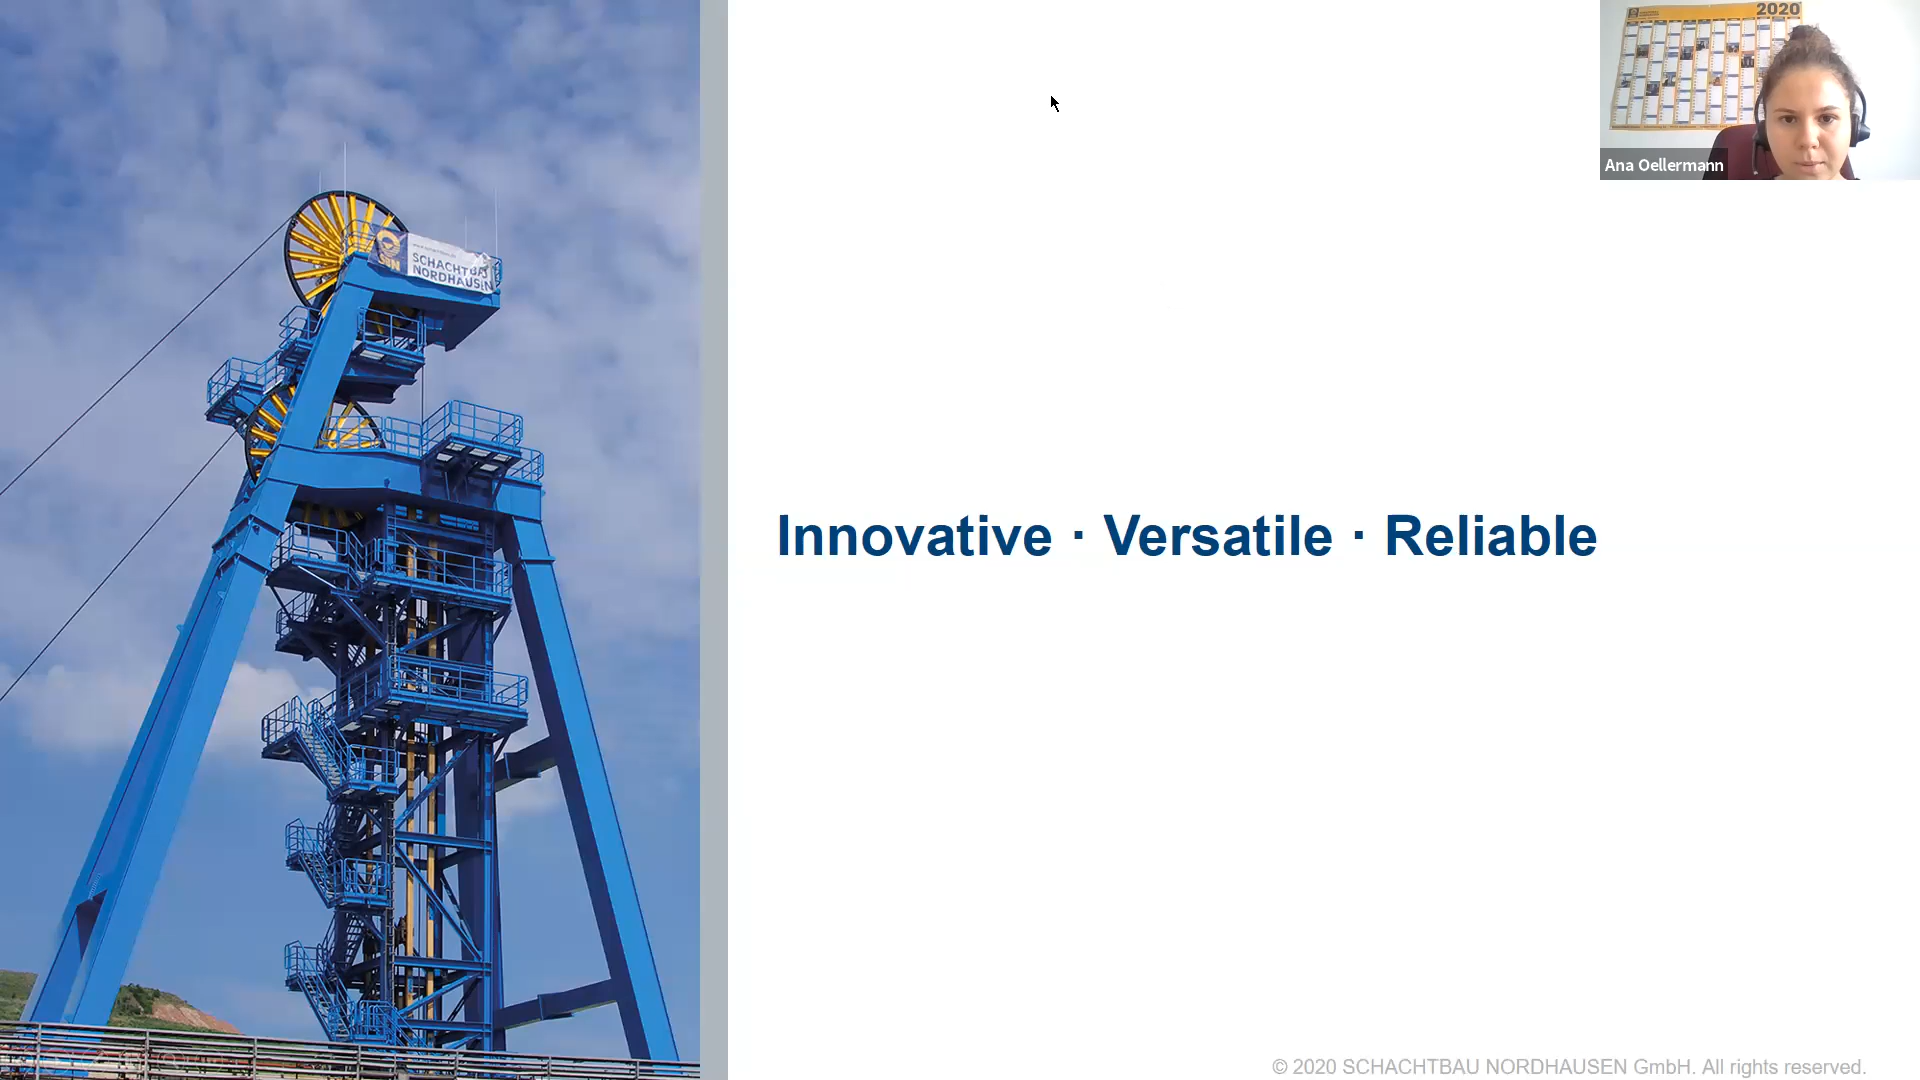 2020
Ana Oellermann
SCHACHTBAU
NORDHAUSEN
Innovative · Versatile · Reliable
© 2020 SCHACHTBAU NORDHAUSEN GmbH. All rights reserved.